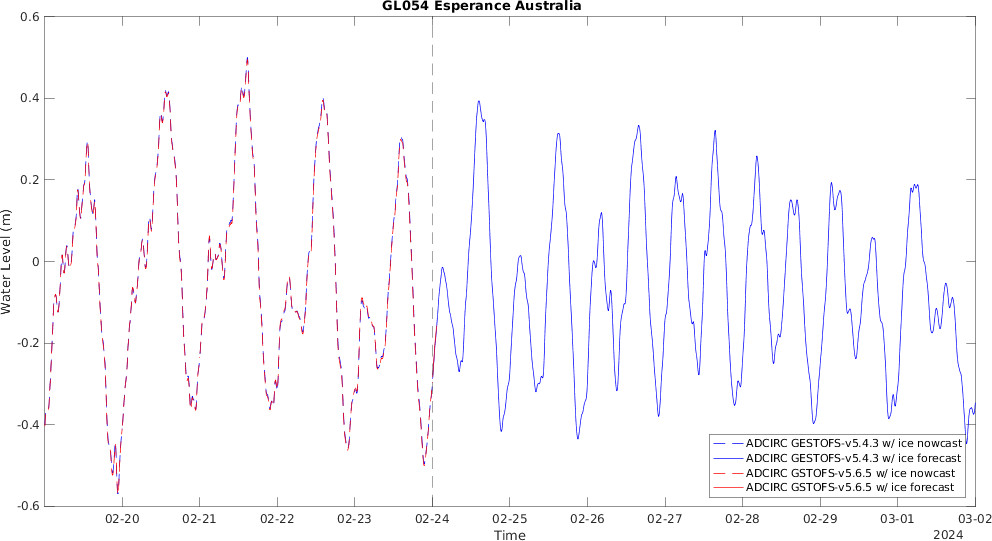 GL054 Esperance Australia
0.6
0.4
0.2
0
-0.2
-0.4
-0.6
Water Level (m)
02-20 02-21 02-22 02-23 02-24 02-25 02-26 02-27 02-28 02-29 03-01 03-02
Time
2024
ADCIRC GESTOFS-v5.4.3 w/ ice nowcast
ADCIRC GESTOFS-v5.4.3 w/ ice forecast
ADCIRC GSTOFS-v5.6.5 w/ ice nowcast
ADCIRC GSTOFS-v5.6.5 w/ ice forecast